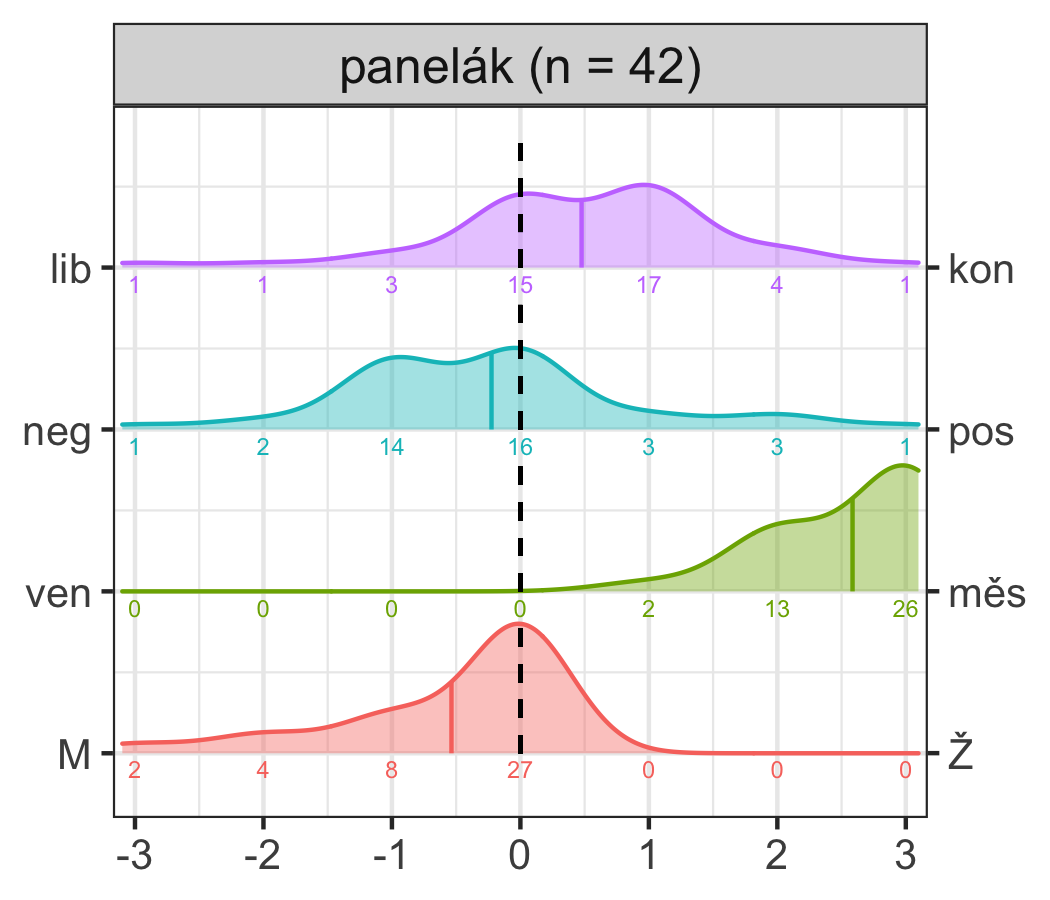 panelák (n = 42)
lib kon
1 1 3 15 17 4 1
neg pos
1 2 14 16 3 3 1
ven měs
0 0 0 0 2 13 26
M Ž
2 4 8 27 0 0 0
-3 -2 -1 0 1 2 3